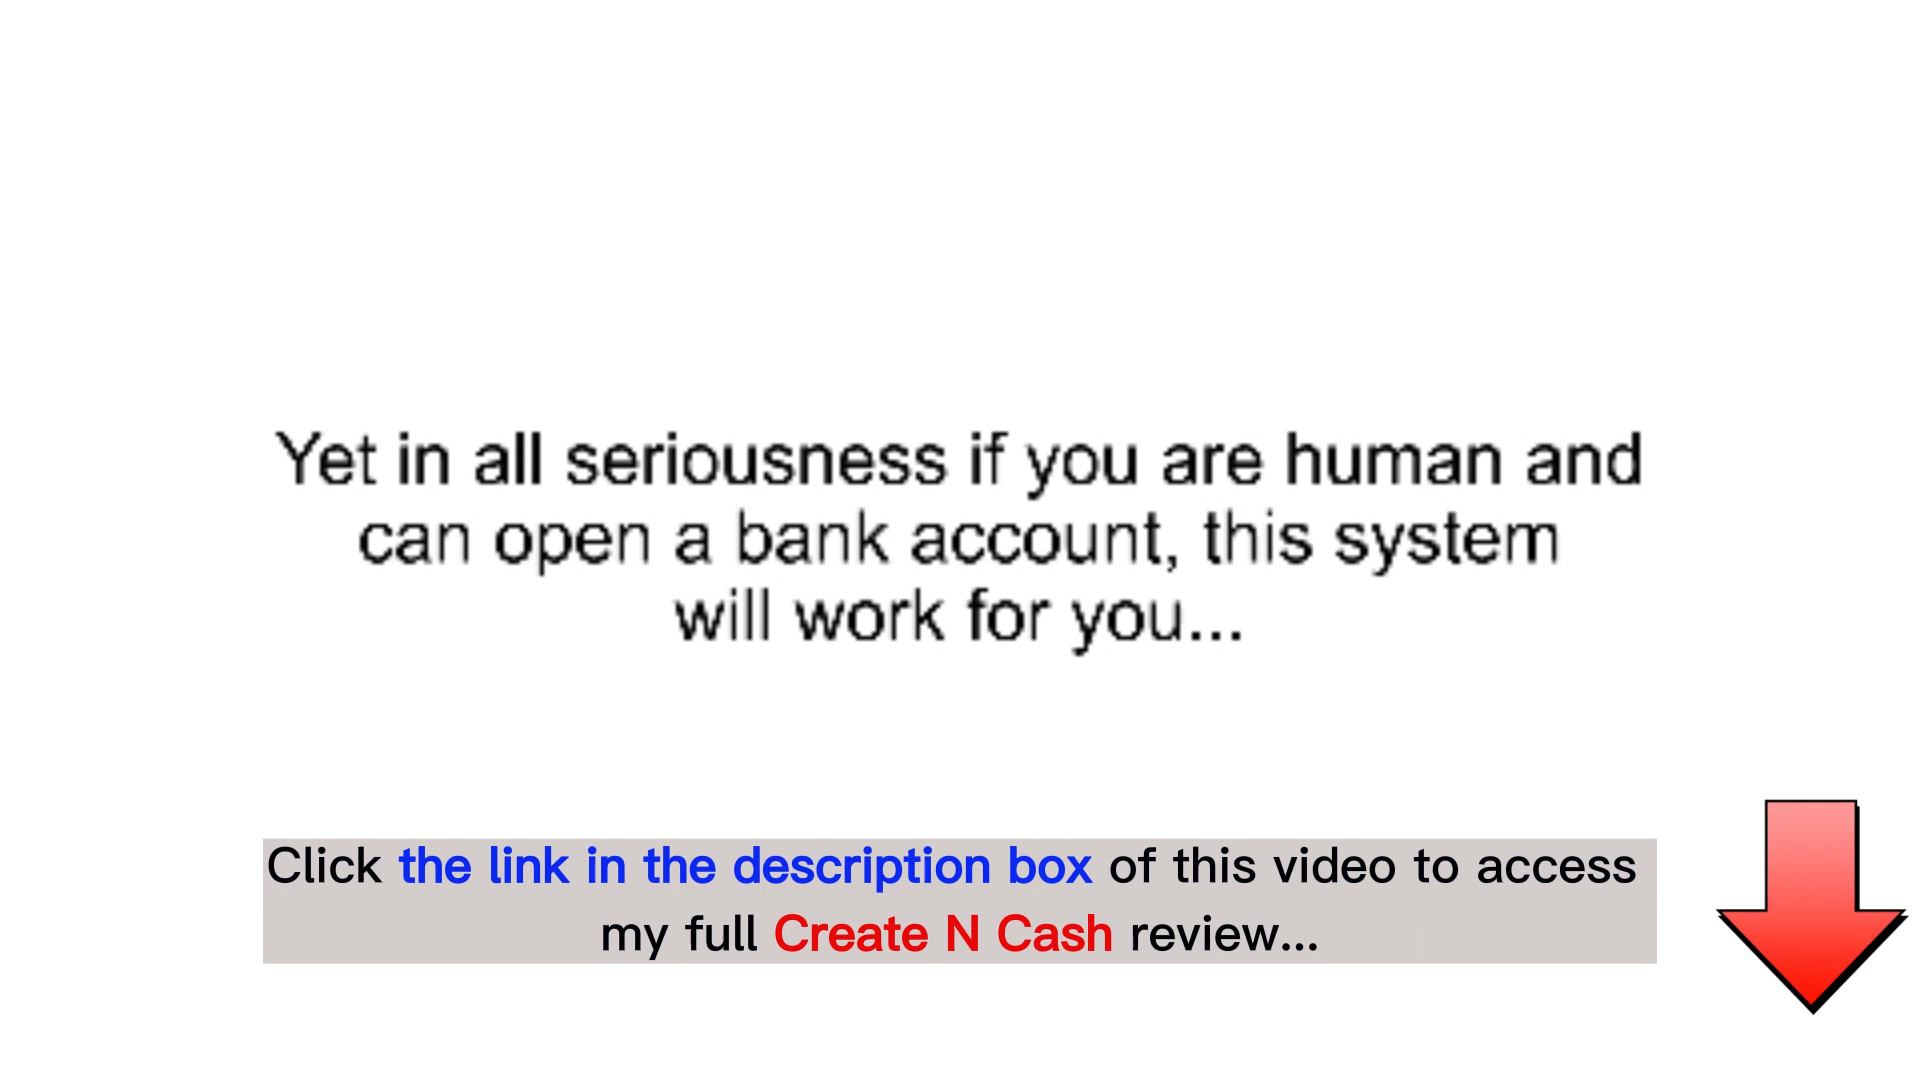 Yet in all seriousness if you are human and
can open a bank account, this system
will work for you...
Click the link in the description box of this video to access
my full Create N Cash review...